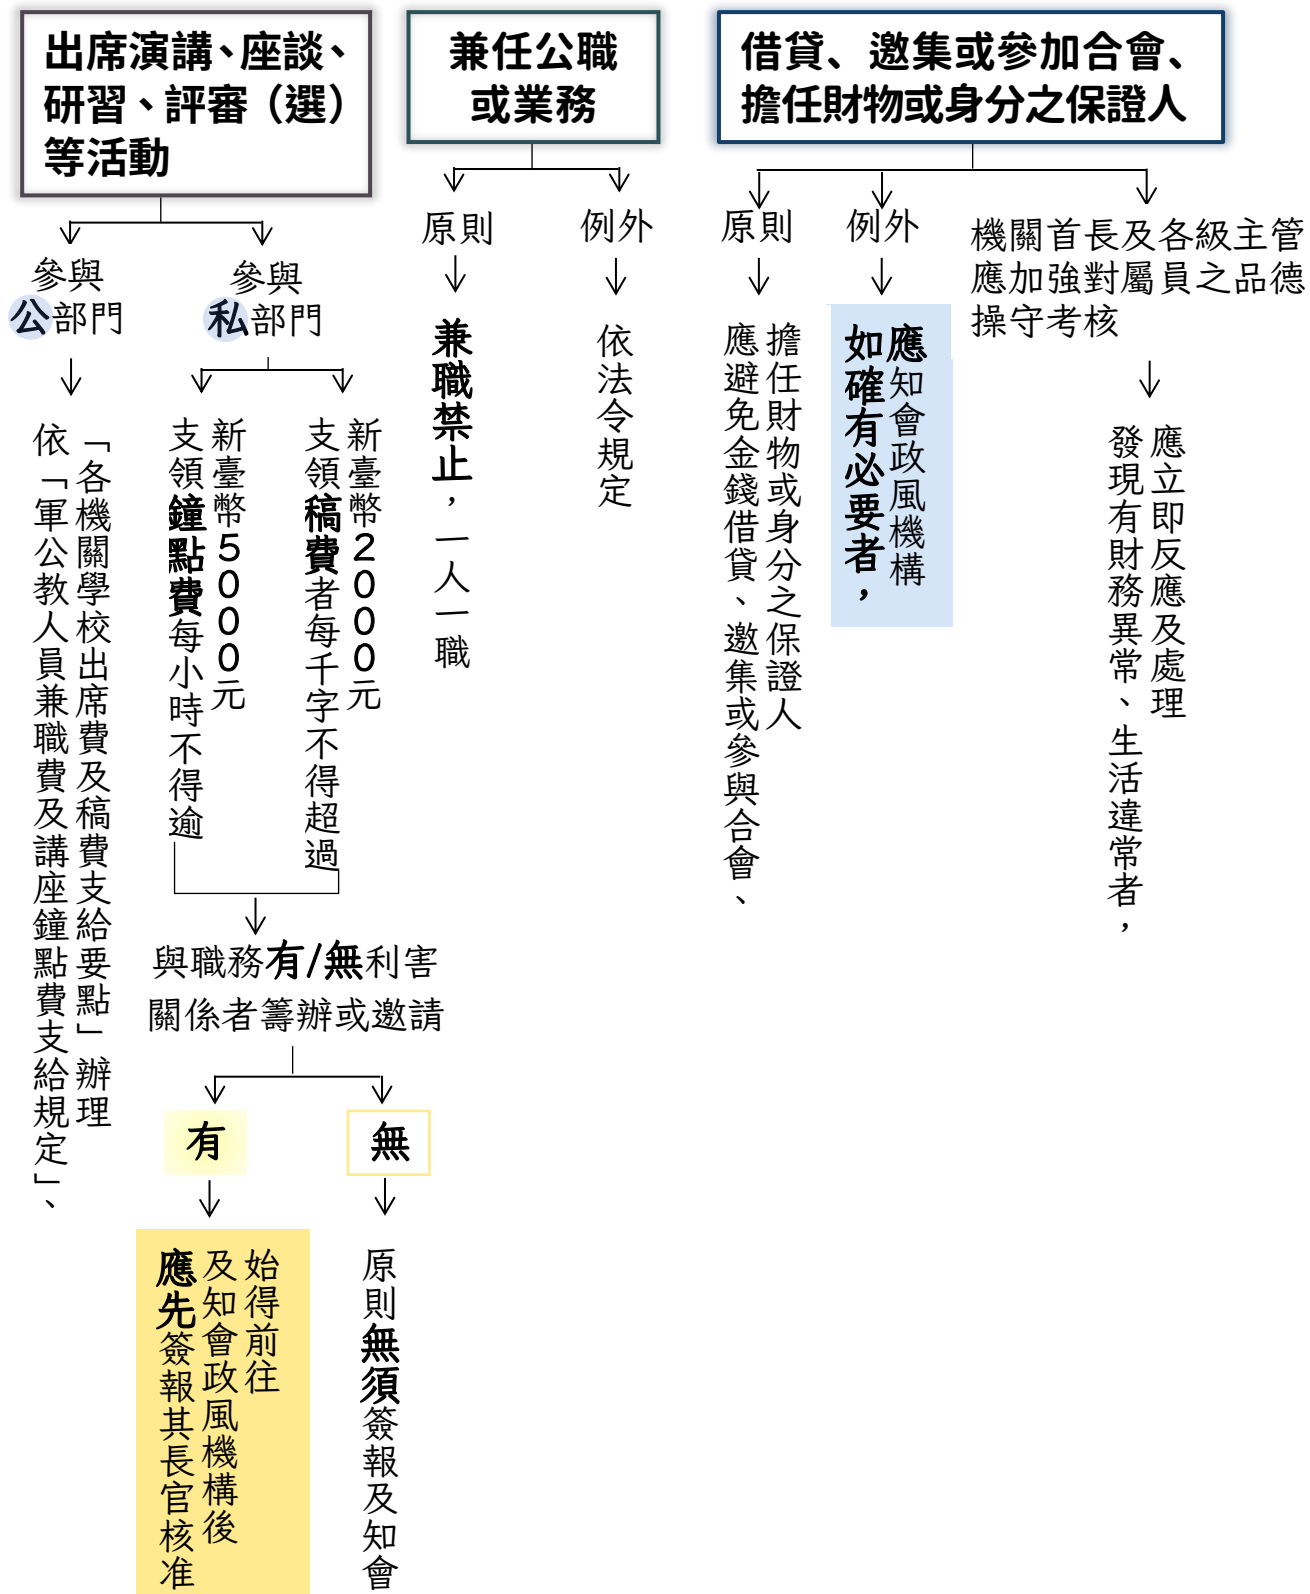 出席演講、座談、
研習、評審（選）
等活動
參與
公部門
依「軍公教人員兼職費及講座鐘點費支給規定」、
「各機關學校出席費及稿費支給要點」辦理
參與
私部門
支領鐘點費每小時不得逾
新臺幣5000元
支領稿費者每千字不得超過
新臺幣2000元
與職務有/無利害
關係者籌辦或邀請
有
應先簽報其長官核准
及知會政風機構後
始得前往
無
原則無須簽報及知會
兼任公職
或業務
原則
兼職禁止，一人一職
例外
依法令規定
借貸、邀集或參加合會、
擔任財物或身分之保證人
原則
應避免金錢借貸、邀集或參與合會、
擔任財物或身分之保證人
例外
如確有必要者，
應知會政風機構
機關首長及各級主管
應加強對屬員之品德
操守考核
發現有財務異常、生活違常者，
應立即反應及處理